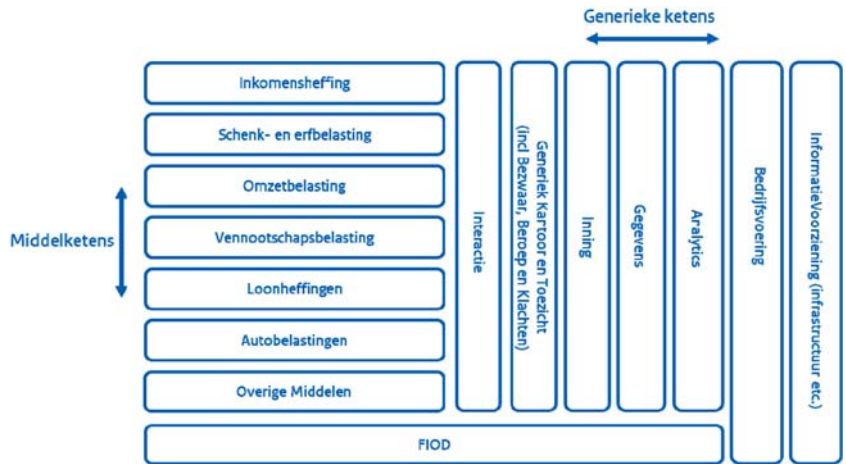 Generieke ketens
Inkomensheffing
Schenk- en erfbelasting
Omzetbelasting
Middelketens
Vennootschapsbelasting
Loonheffingen
Autobelastingen
Overige Middelen
Interactie
Generiek Kartoor en Toezicht
(incl Bezwaar, Beroep en Klachten)
Inning
Gegevens
Analytics
Bedrijfsvoering
InformatieVoorziening (infrastructuur etc.)
FIOD